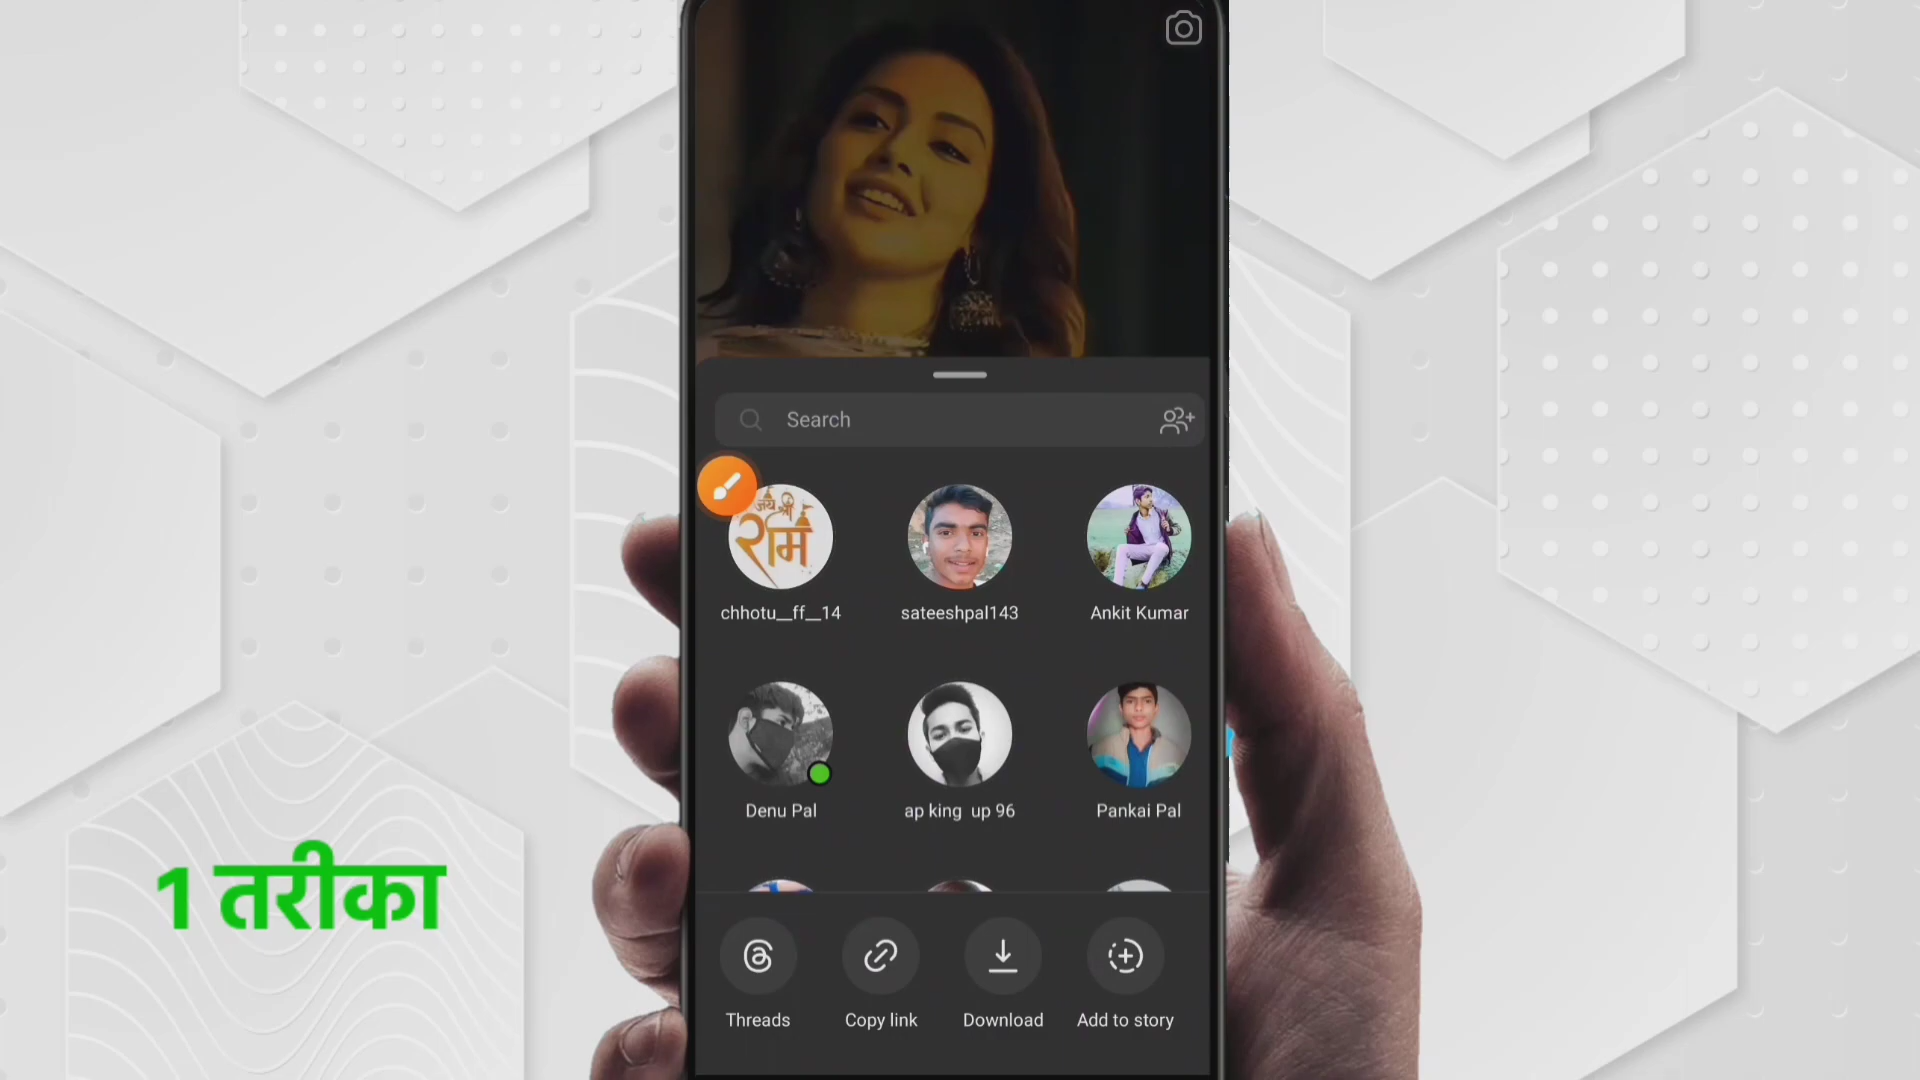 Search
जय श्री
राम
chhotu__ff__14
sateeshpal143
Ankit Kumar
Denu Pal
ap king up 96
Pankai Pal
1 तरीका
Threads
Copy link
Download
Add to story